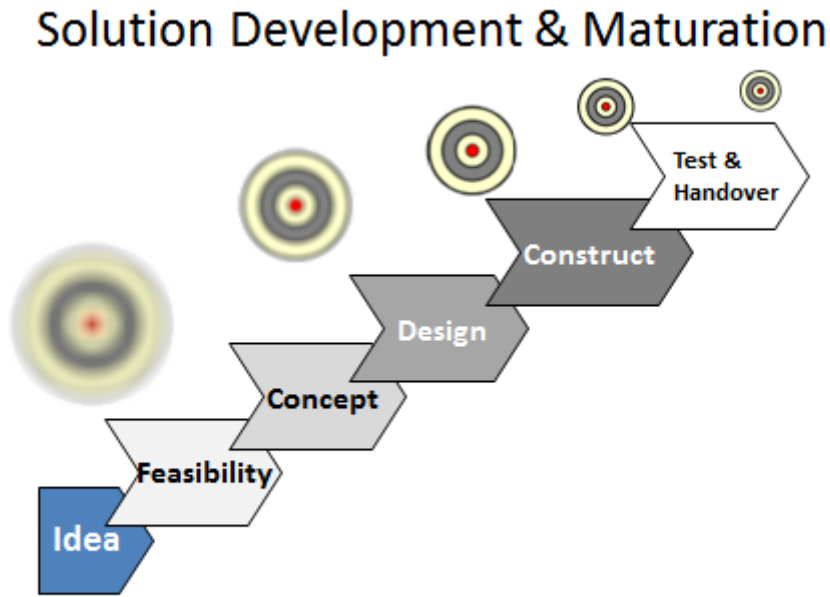 Solution Development & Maturation
Idea
Feasibility
Concept
Design
Construct
Test &
Handover